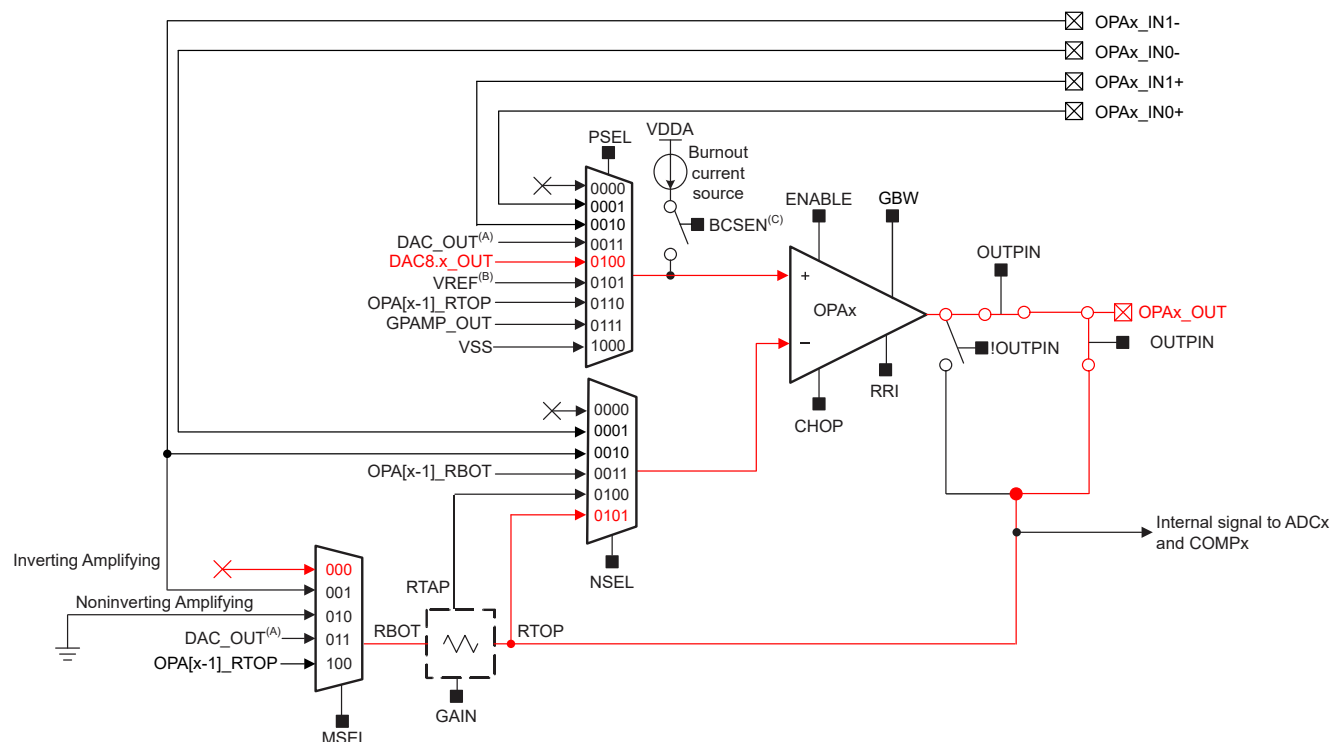 OPAx_IN1-
OPAx_IN0-
OPAx_IN1+
OPAx_IN0+
VDDA
PSEL
Burnout
current
source
0000
0001
0010
0011
0100
0101
0110
0111
1000
DAC_OUT(A)
DAC8.x_OUT
VREF(B)
OPA[x-1]_RTOP
GPAMP_OUT
VSS
BCSEN(C)
ENABLE
GBW
+
OPAx
−
CHOP
RRI
OUTPIN
OPAx_OUT
!OUTPIN
OUTPIN
0000
0001
0010
0011
0100
0101
OPA[x-1]_RBOT
NSEL
Internal signal to ADCx
and COMPx
Inverting Amplifying
Noninverting Amplifying
DAC_OUT(A)
OPA[x-1]_RTOP
000
001
010
011
100
MSEL
RBOT
RTAP
RTOP
GAIN